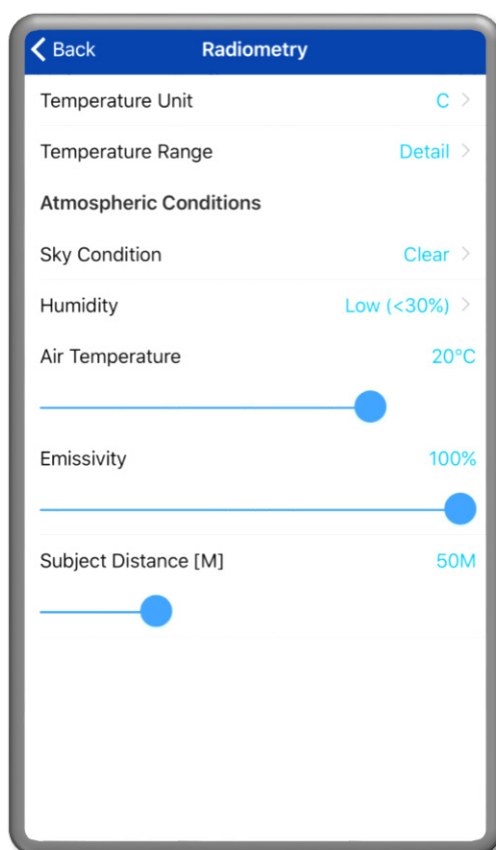 Back Radiometry
Temperature Unit C
Temperature Range Detail
Atmospheric Conditions
Sky Condition Clear
Humidity Low (<30%)
Air Temperature 20°C
Emissivity 100%
Subject Distance [M] 50M